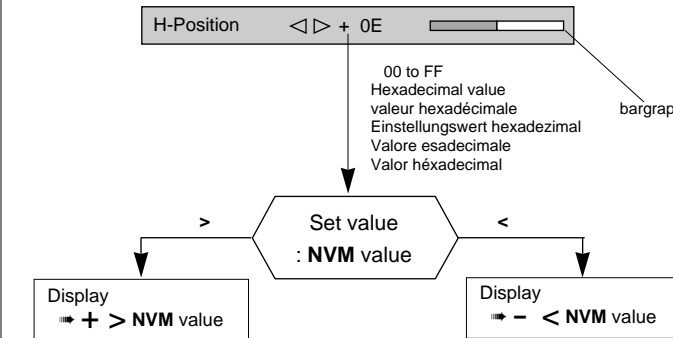 H-Position ◁ ▷ + 0E
00 to FF
Hexadecimal value
valeur hexadécimale
Einstellungswert hexadezimal
Valore esadecimale
Valor héxadecimal
bargrap
>
Set value
: NVM value
<
Display
➠ + > NVM value
Display
➠ - < NVM value